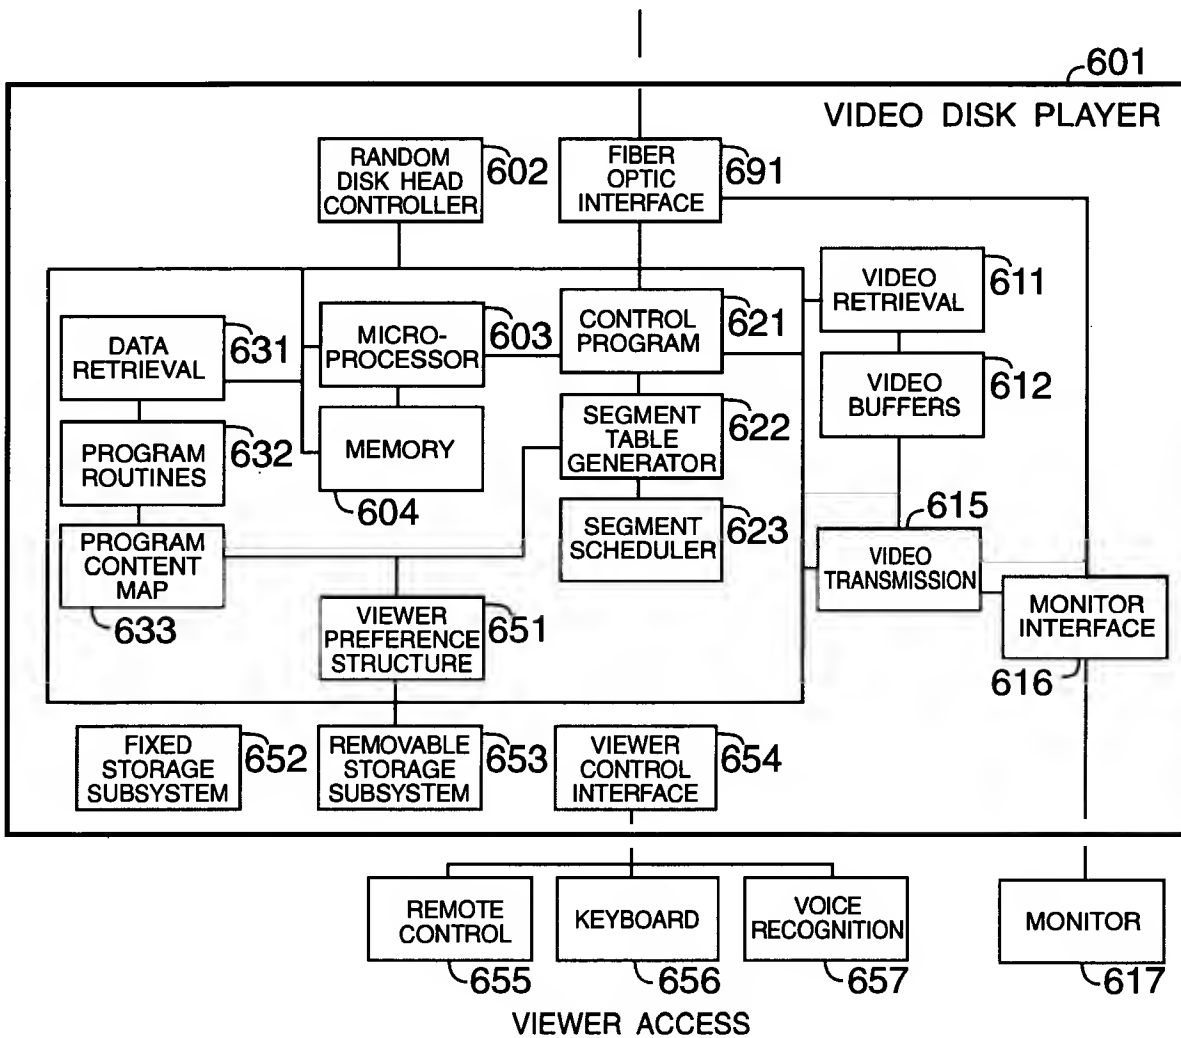 601
VIDEO DISK PLAYER
RANDOM
DISK HEAD
CONTROLLER
602
FIBER
OPTIC
INTERFACE
691
DATA
RETRIEVAL
631
MICRO-
PROCESSOR
603
CONTROL
PROGRAM
621
VIDEO
RETRIEVAL
611
PROGRAM
ROUTINES
632
MEMORY
604
SEGMENT
TABLE
GENERATOR
622
VIDEO
BUFFERS
612
PROGRAM
CONTENT
MAP
633
SEGMENT
SCHEDULER
623
615
VIDEO
TRANSMISSION
VIEWER
PREFERENCE
STRUCTURE
651
MONITOR
INTERFACE
616
FIXED
STORAGE
SUBSYSTEM
652
REMOVABLE
STORAGE
SUBSYSTEM
653
VIEWER
CONTROL
INTERFACE
654
REMOTE
CONTROL
655
KEYBOARD
656
VOICE
RECOGNITION
657
MONITOR
617
VIEWER ACCESS